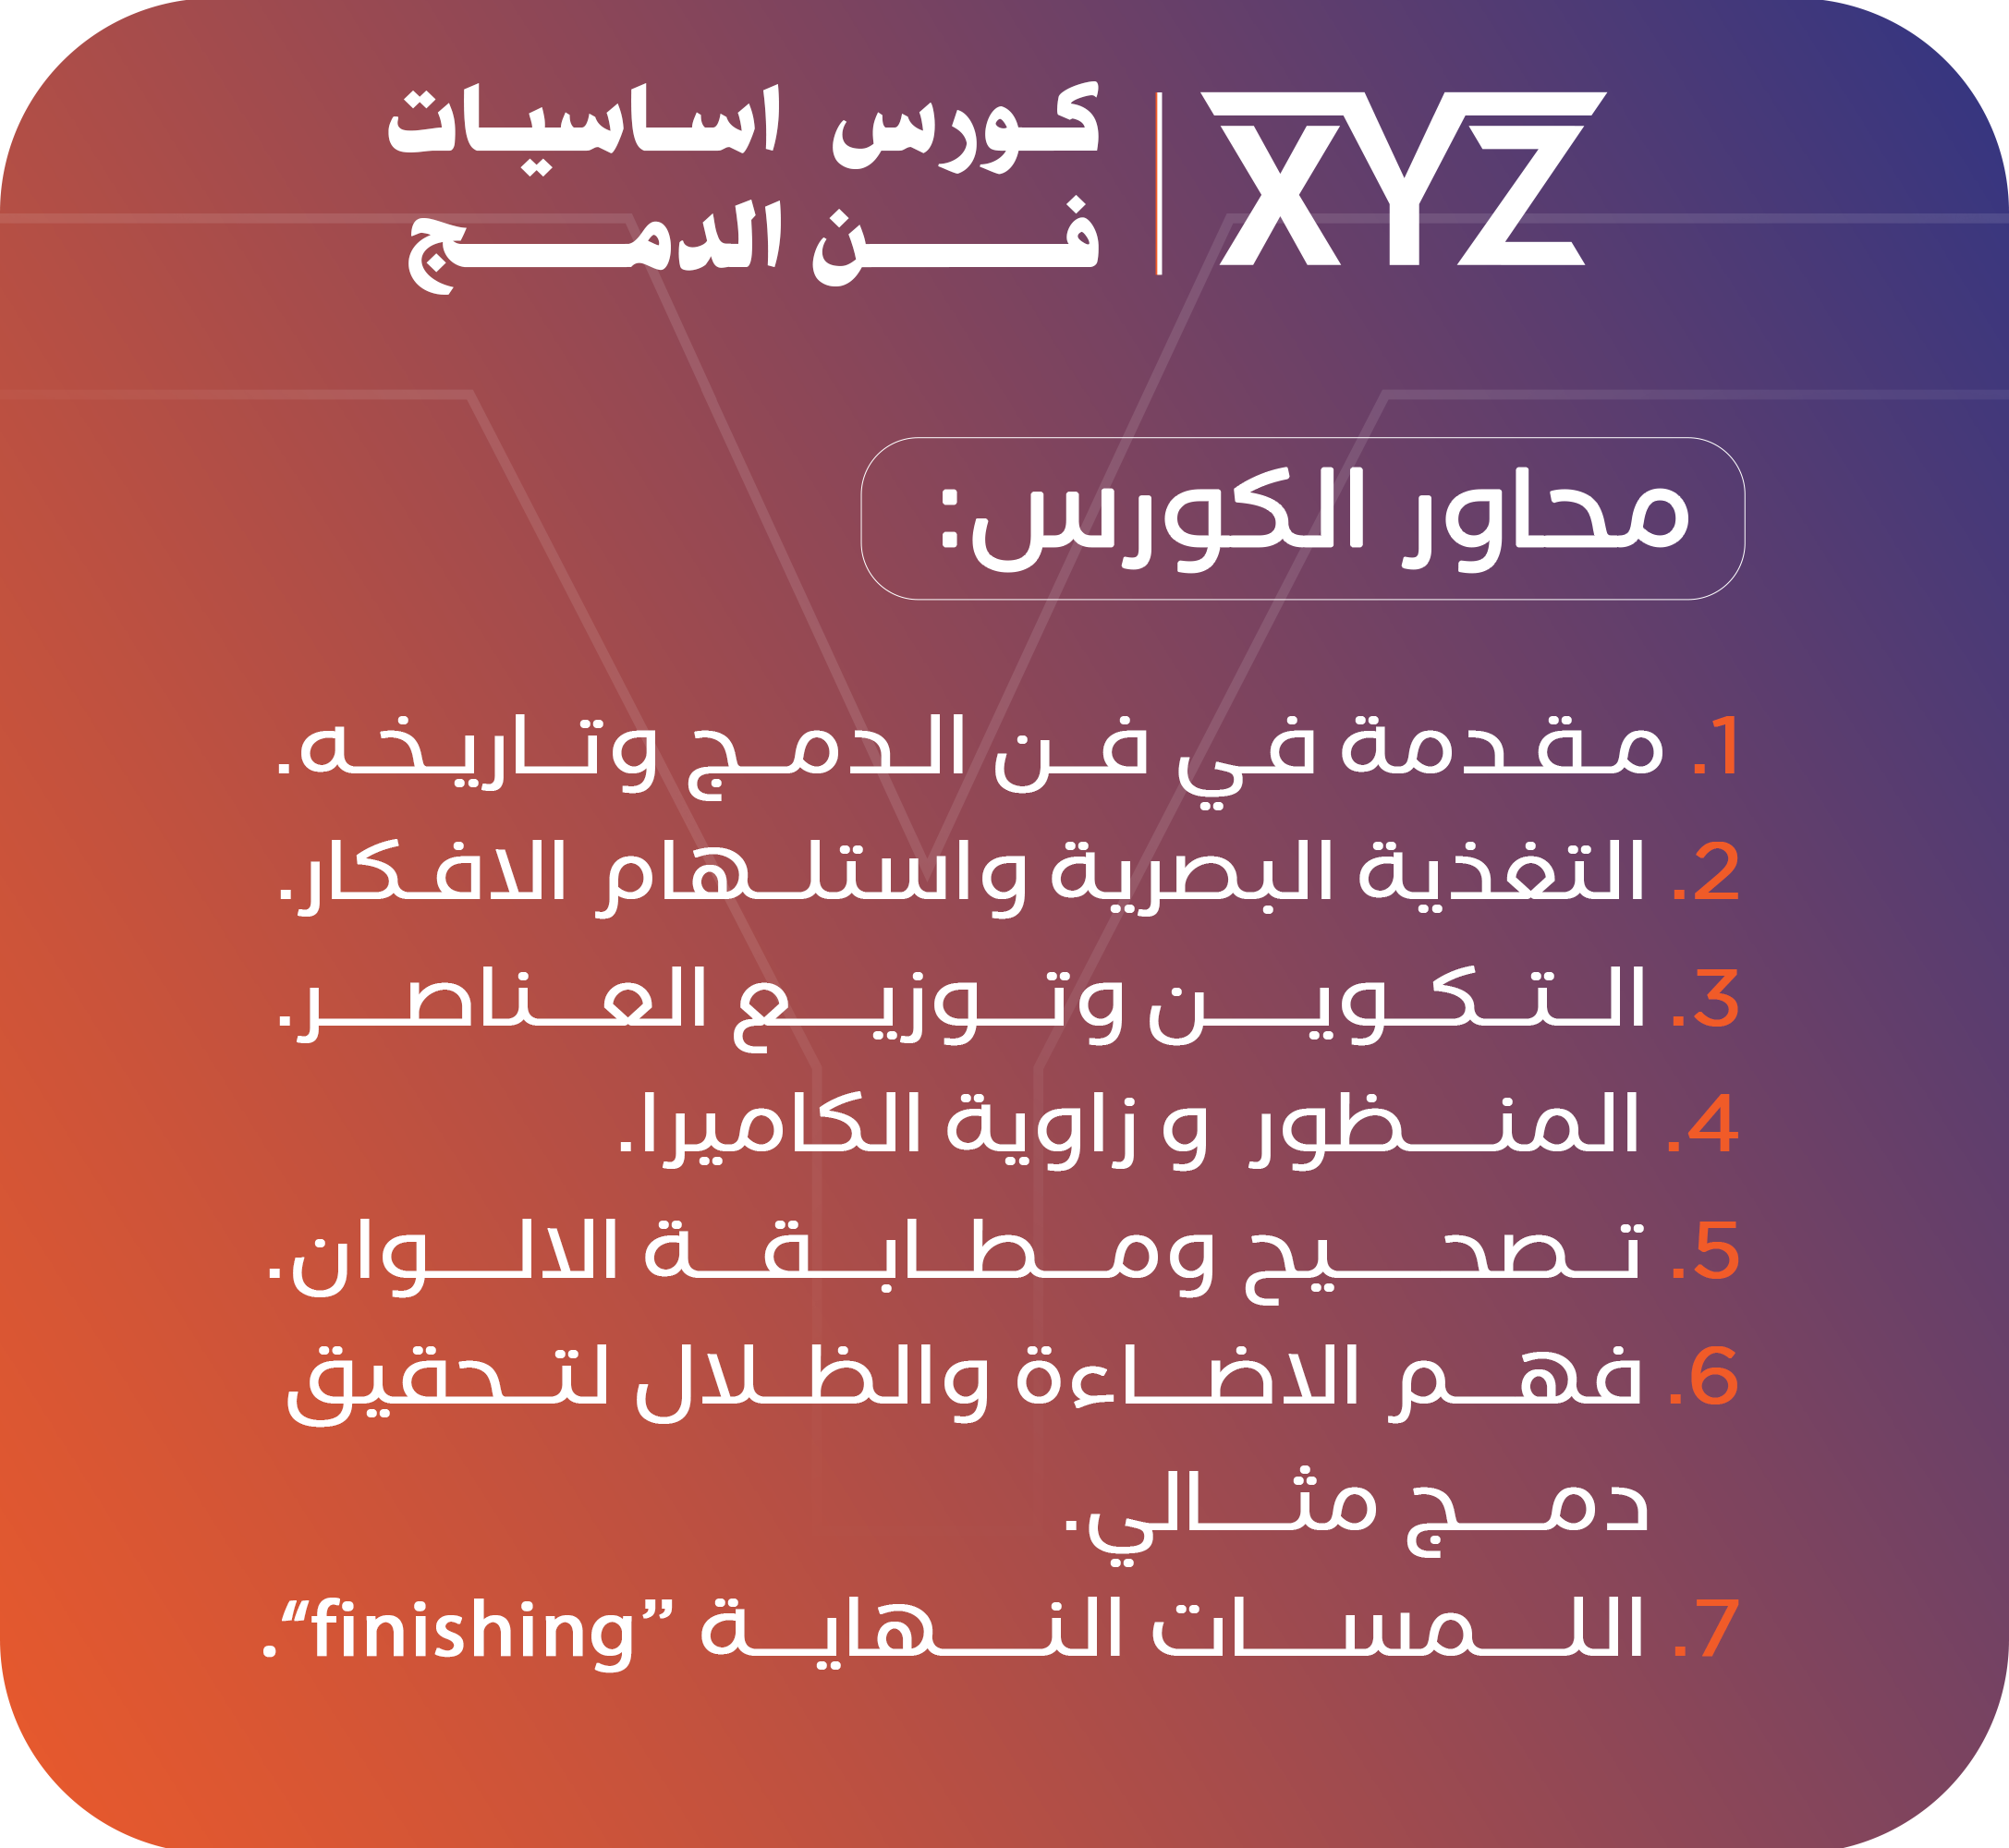 XYZ
كورس اساسيات
فن الدمج
محاور الكورس:
1. مقدمة في فن الدمج وتاريخه.
2. التغذية البصرية واستلهام الافكار.
3. التكوين وتوزيع العناصر.
4. المنظور و زاوية الكاميرا.
5. تصحيح ومطابقة الالوان.
6. فهم الاضاءة والظلال لتحقيق
دمج مثالي.
7. اللمسات النهاية ”finishing“.